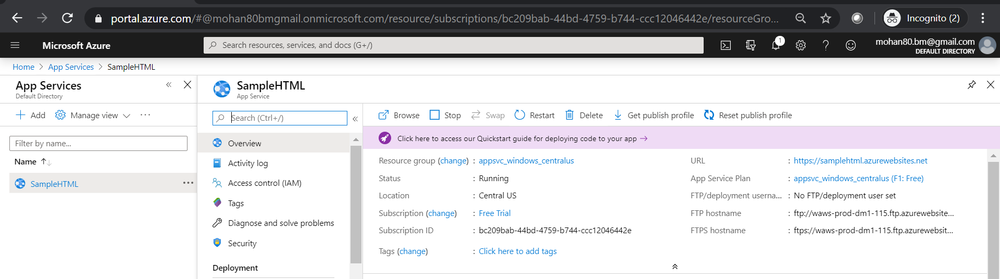 portal.azure.com/#@mohan80bmgmail.onmicrosoft.com/resource/subscriptions/bc209bab-44bd-4759-b744-ccc12046442e/resourceGro... Incognito (2)
Microsoft Azure Search resources, services, and docs (G+/) 1 mohan80.bm@gmail.com
DEFAULT DIRECTORY
Home > App Services > SampleHTML
App Services
Default Directory
Add Manage view ...
Filter by name...
Name
SampleHTML ...
SampleHTML
App Service
Search (Ctrl+/)
Overview
Activity log
Access control (IAM)
Tags
Diagnose and solve problems
Security
Deployment
Browse Stop Swap Restart Delete Get publish profile Reset publish profile
Click here to access our Quickstart guide for deploying code to your app →
Resource group (change) : appsvc_windows_centralus
Status : Running
Location : Central US
Subscription (change) : Free Trial
Subscription ID : bc209bab-44bd-4759-b744-ccc12046442e
Tags (change) : Click here to add tags
URL : https://samplehtml.azurewebsites.net
App Service Plan : appsvc_windows_centralus (F1: Free)
FTP/deployment userna... : No FTP/deployment user set
FTP hostname : ftp://waws-prod-dm1-115.ftp.azurewebsite...
FTPS hostname : ftps://waws-prod-dm1-115.ftp.azurewebsit...